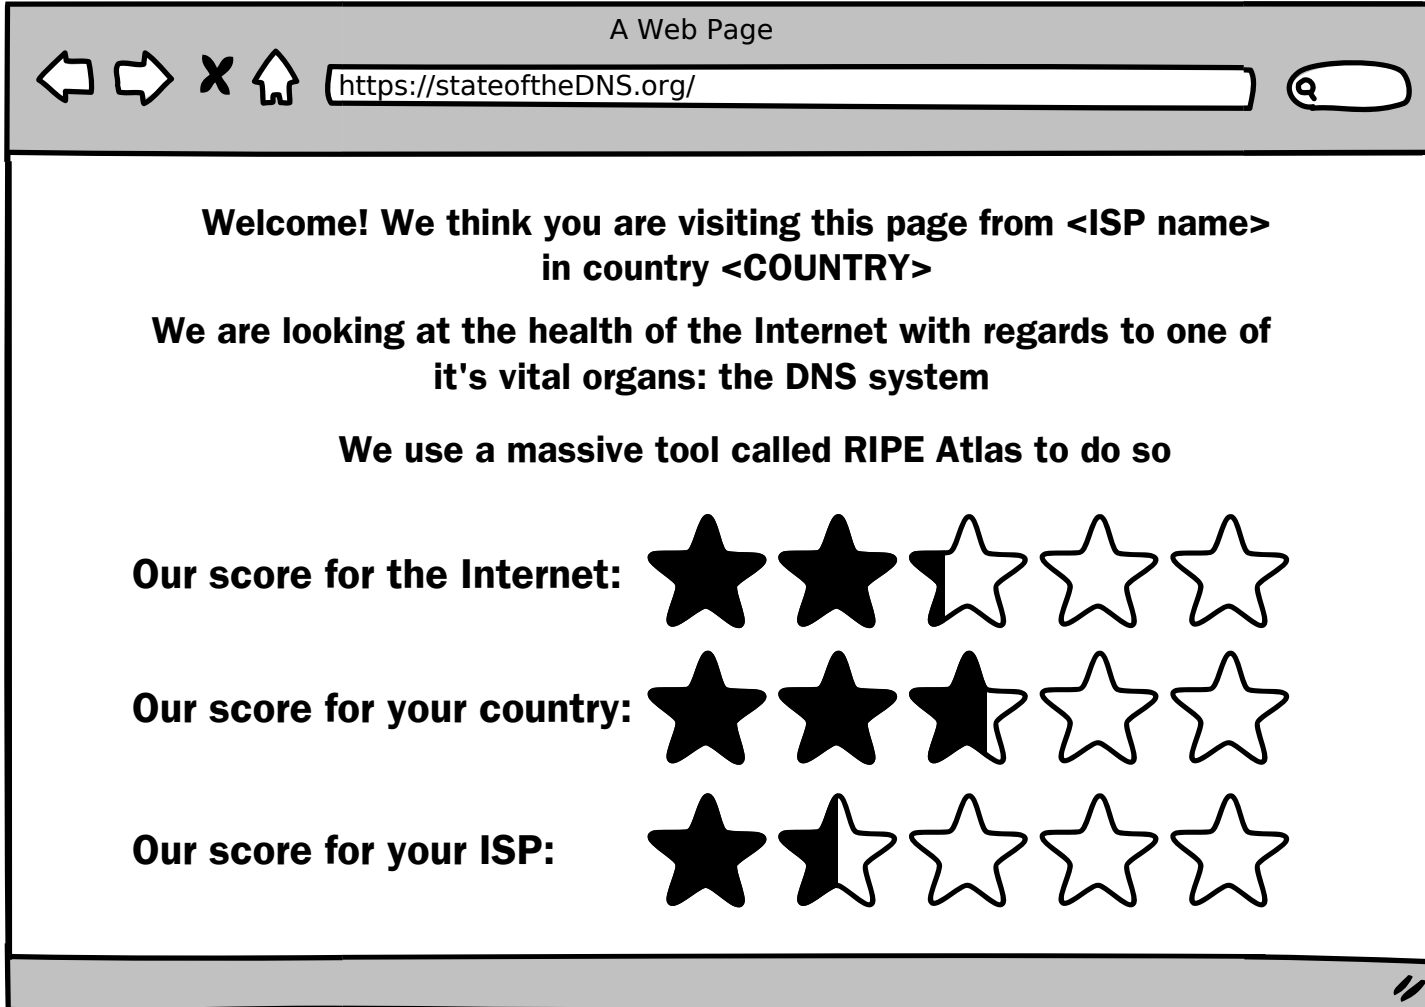 A Web Page
https://stateoftheDNS.org/
Welcome! We think you are visiting this page from <ISP name>
in country <COUNTRY>
We are looking at the health of the Internet with regards to one of
it's vital organs: the DNS system
We use a massive tool called RIPE Atlas to do so
Our score for the Internet:
Our score for your country:
Our score for your ISP: